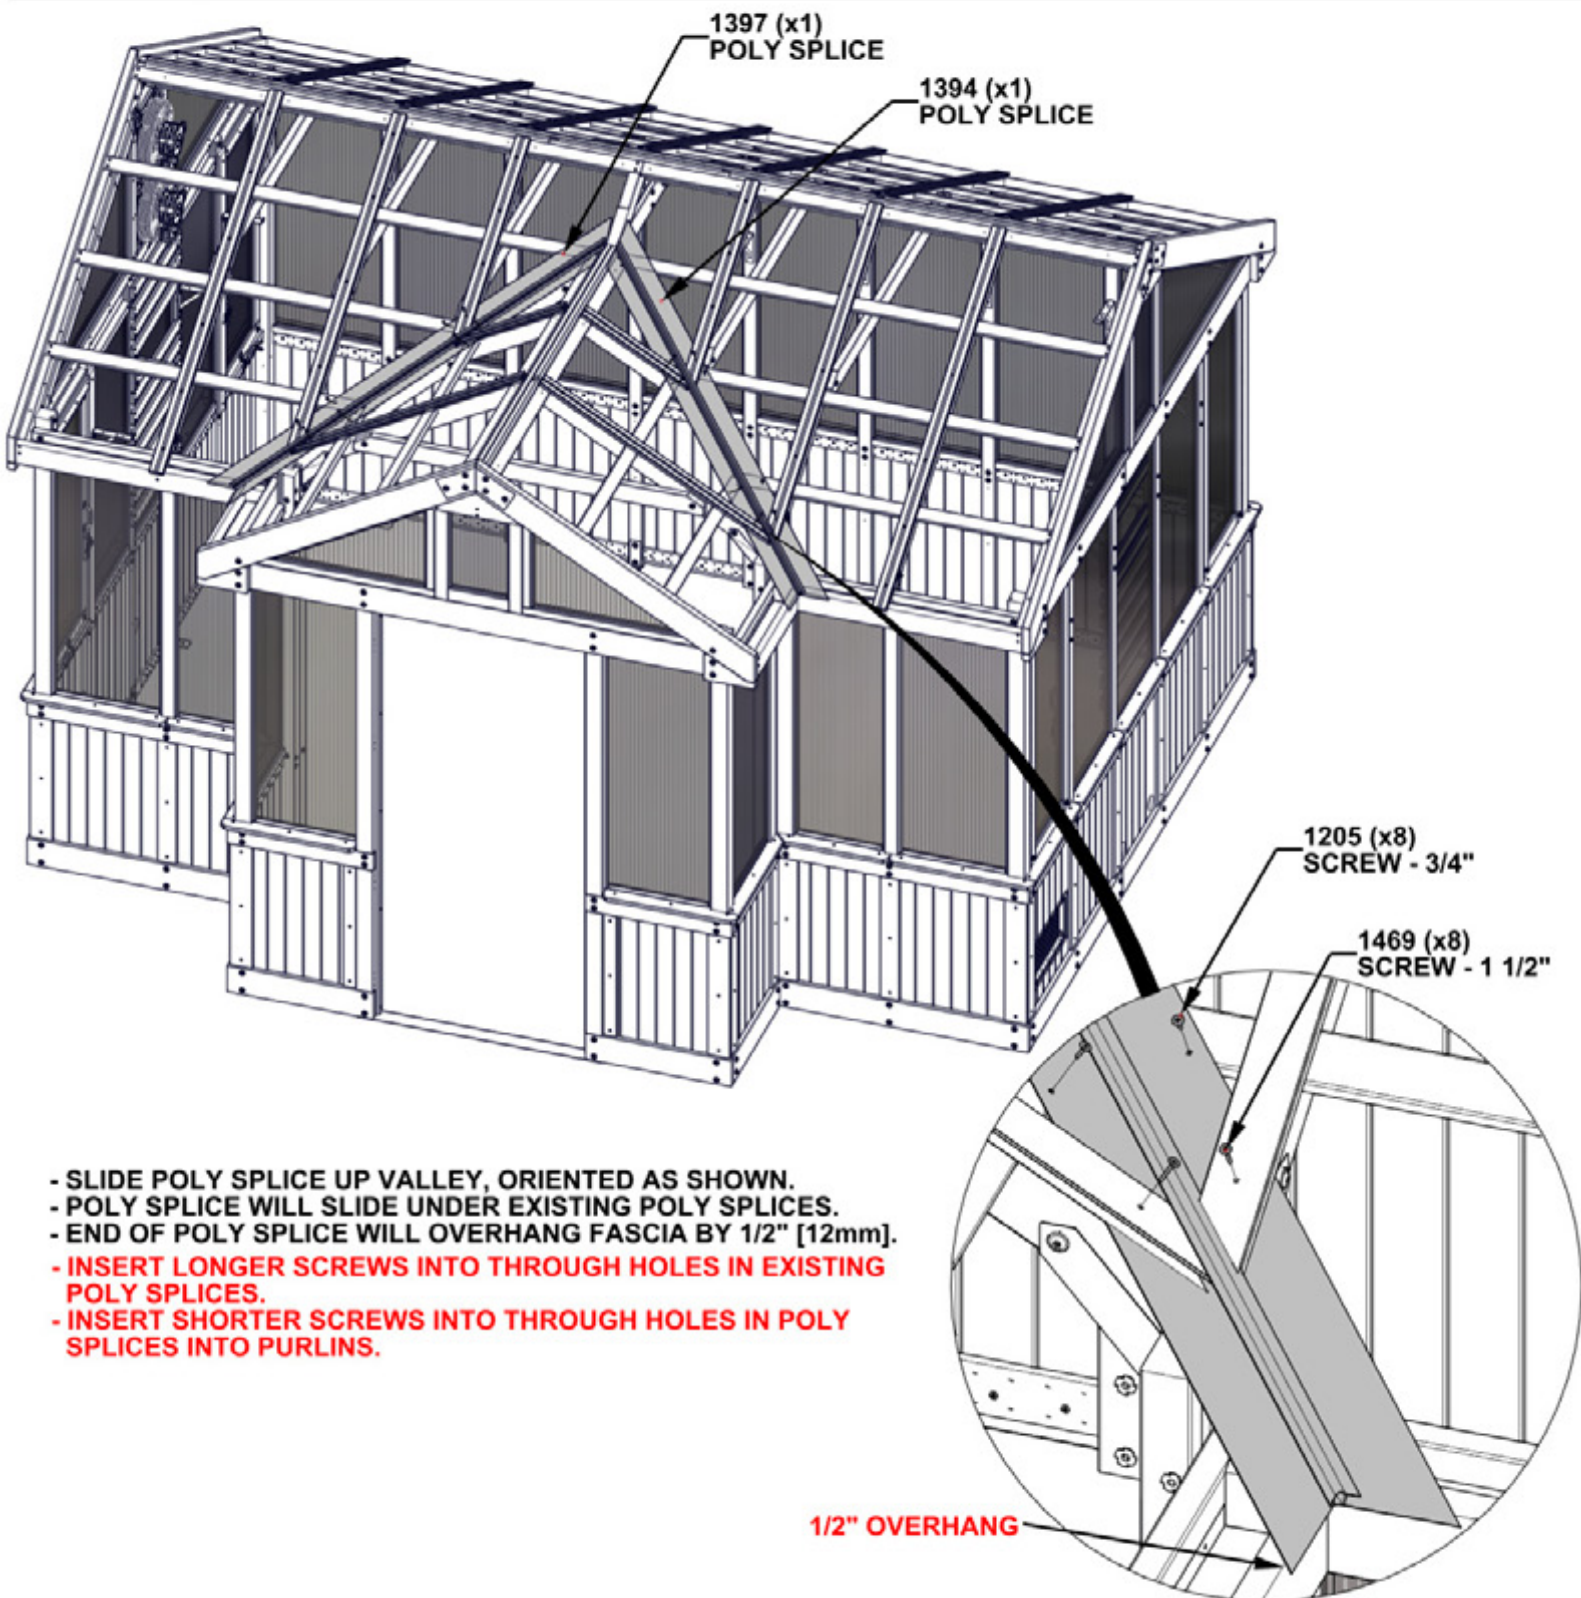 1397 (x1)
POLY SPLICE
1394 (x1)
POLY SPLICE
1205 (x8)
SCREW - 3/4"
1469 (x8)
SCREW - 1 1/2"
- SLIDE POLY SPLICE UP VALLEY, ORIENTED AS SHOWN.
- POLY SPLICE WILL SLIDE UNDER EXISTING POLY SPLICES.
- END OF POLY SPLICE WILL OVERHANG FASCIA BY 1/2" [12mm].
- INSERT LONGER SCREWS INTO THROUGH HOLES IN EXISTING
POLY SPLICES.
- INSERT SHORTER SCREWS INTO THROUGH HOLES IN POLY
SPLICES INTO PURLINS.
1/2" OVERHANG